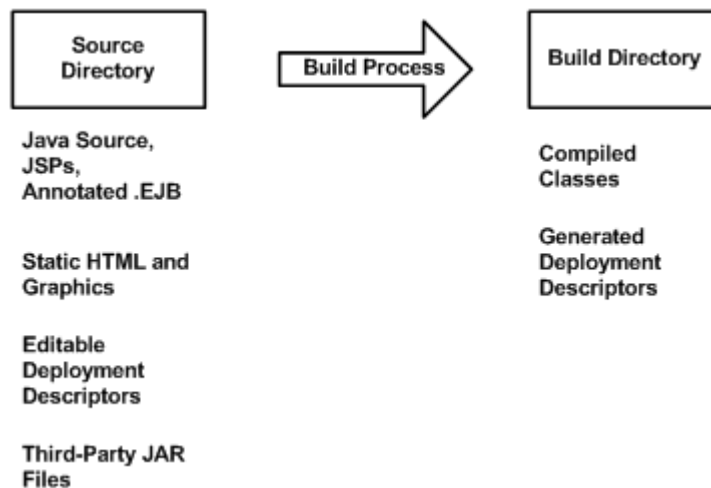 Source
Directory
Build Process
Build Directory
Java Source,
JSPs,
Annotated .EJB
Static HTML and
Graphics
Editable
Deployment
Descriptors
Third-Party JAR
Files
Compiled
Classes
Generated
Deployment
Descriptors